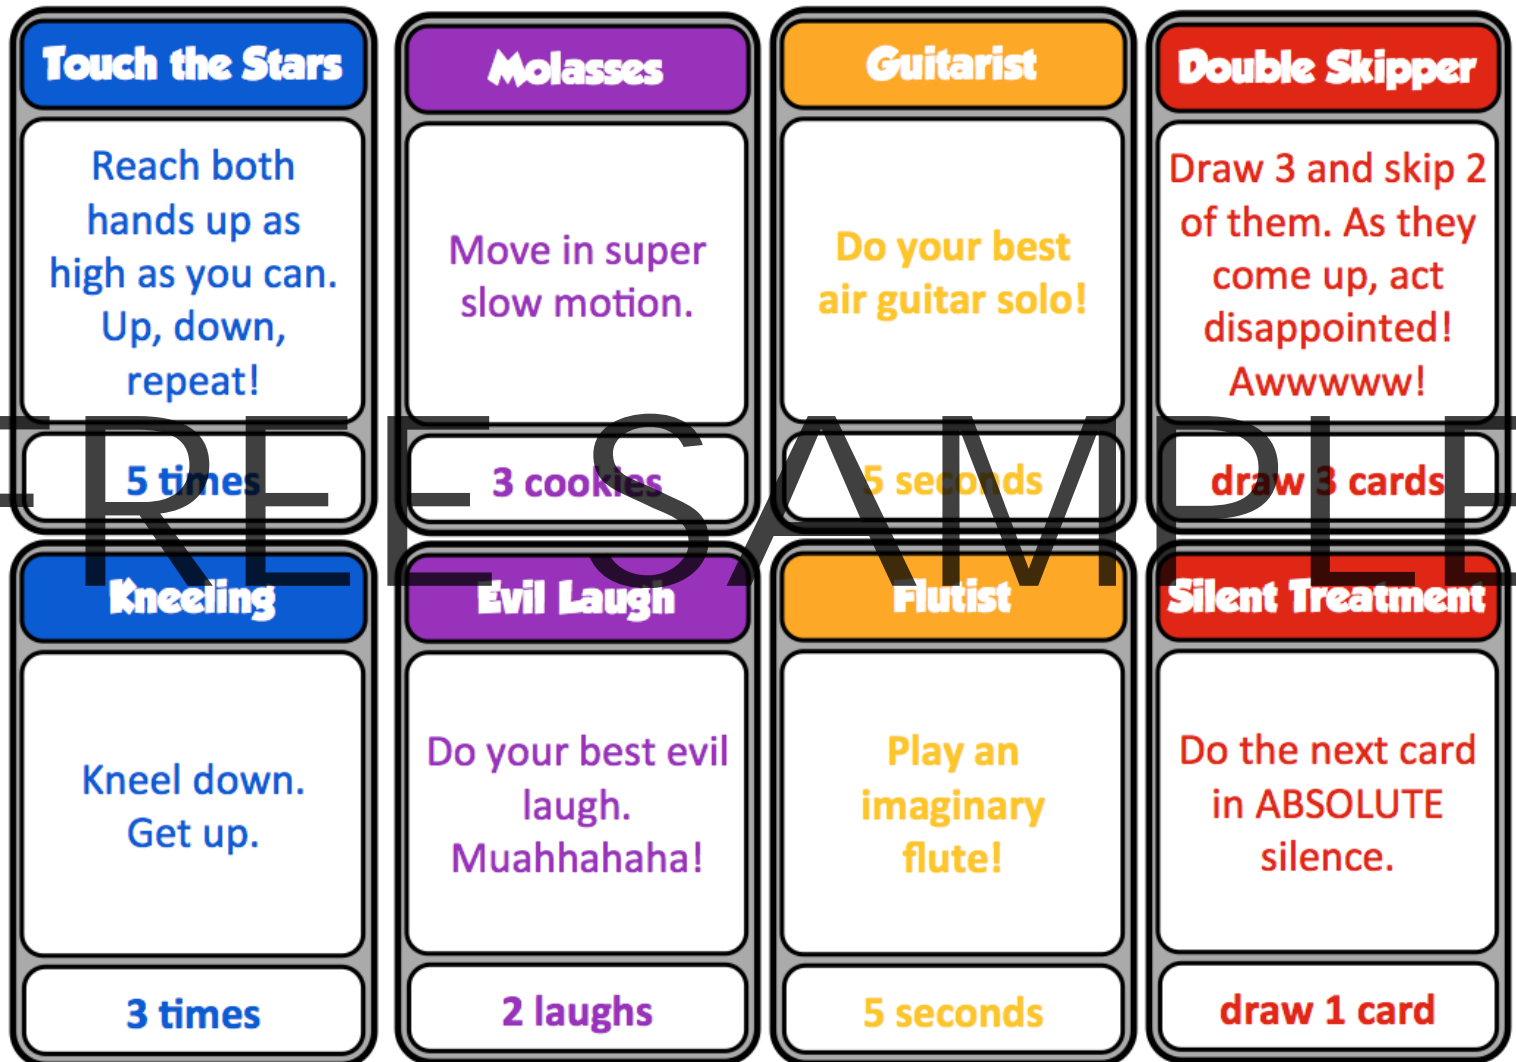 Touch the Stars
Reach both
hands up as
high as you can.
Up, down,
repeat!
5 times
Molasses
Move in super
slow motion.
3 cookies
Guitarist
Do your best
air guitar solo!
5 seconds
Double Skipper
Draw 3 and skip 2
of them. As they
come up, act
disappointed!
Awwwww!
draw 3 cards
FREE SAMPLE
Kneeling
Kneel down.
Get up.
3 times
Evil Laugh
Do your best evil
laugh.
Muahhahaha!
2 laughs
Flutist
Play an
imaginary
flute!
5 seconds
Silent Treatment
Do the next card
in ABSOLUTE
silence.
draw 1 card